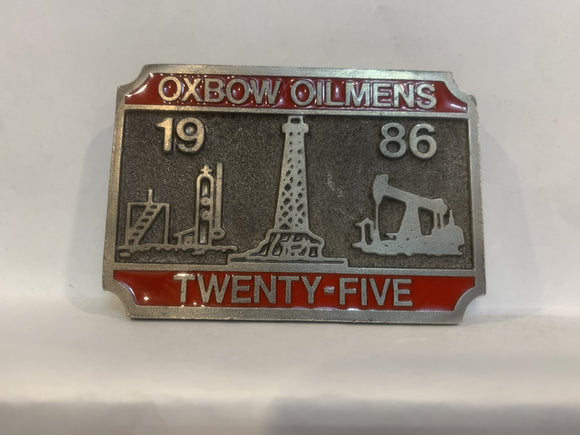 OXBOW OILMENS
19 86
TWENTY-FIVE